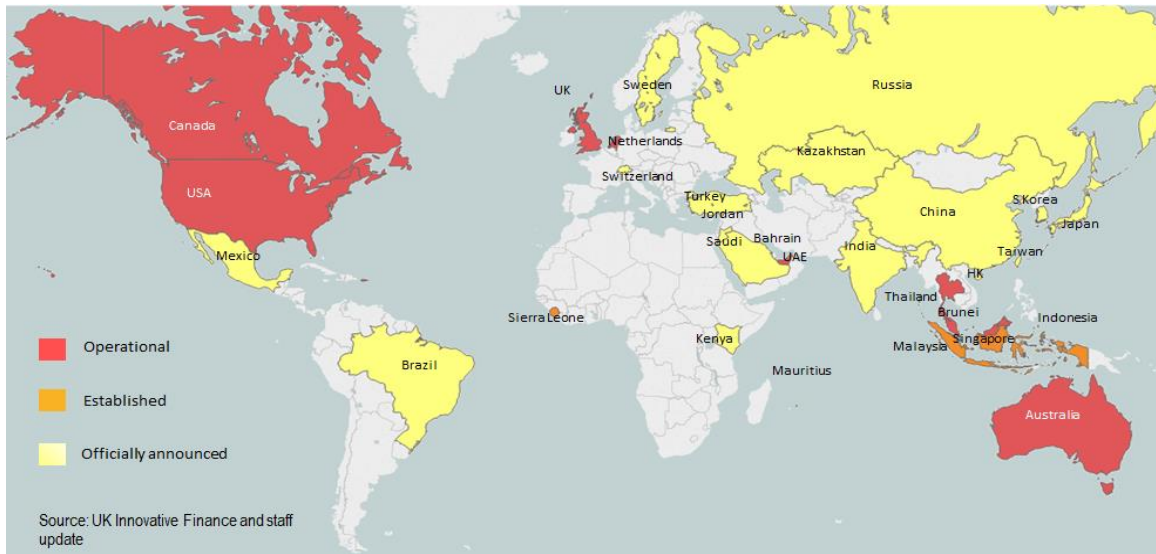 UK
Sweden
Russia
Canada
Netherlands
Kazakhstan
Switzerland
USA
Turkey
S Korea
China
Jordan
Japan
Saudi
Bahrain
India
Mexico
UAE
Taiwan
HK
Thailand
Brunei
Sierra Leone
Indonesia
Kenya
Singapore
Malaysia
Operational
Brazil
Mauritius
Established
Australia
Officially announced
Source: UK Innovative Finance and staff
update